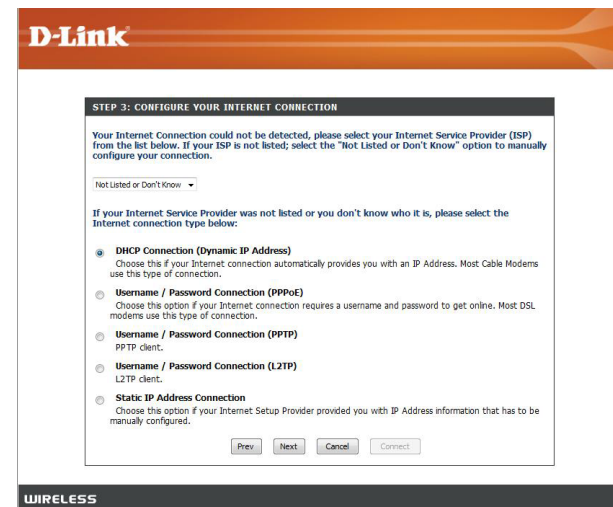 D-Link
STEP 3: CONFIGURE YOUR INTERNET CONNECTION
Your Internet Connection could not be detected, please select your Internet Service Provider (ISP)
from the list below. If your ISP is not listed; select the "Not Listed or Don't Know" option to manually
configure your connection.
Not Listed or Don't Know
If your Internet Service Provider was not listed or you don't know who it is, please select the
Internet connection type below:
DHCP Connection (Dynamic IP Address)
Choose this if your Internet connection automatically provides you with an IP Address. Most Cable Modems
use this type of connection.
Username / Password Connection (PPPoE)
Choose this option if your Internet connection requires a username and password to get online. Most DSL
modems use this type of connection.
Username / Password Connection (PPTP)
PPTP client.
Username / Password Connection (L2TP)
L2TP client.
Static IP Address Connection
Choose this option if your Internet Setup Provider provided you with IP Address information that has to be
manually configured.
Prev Next Cancel Connect
WIRELESS